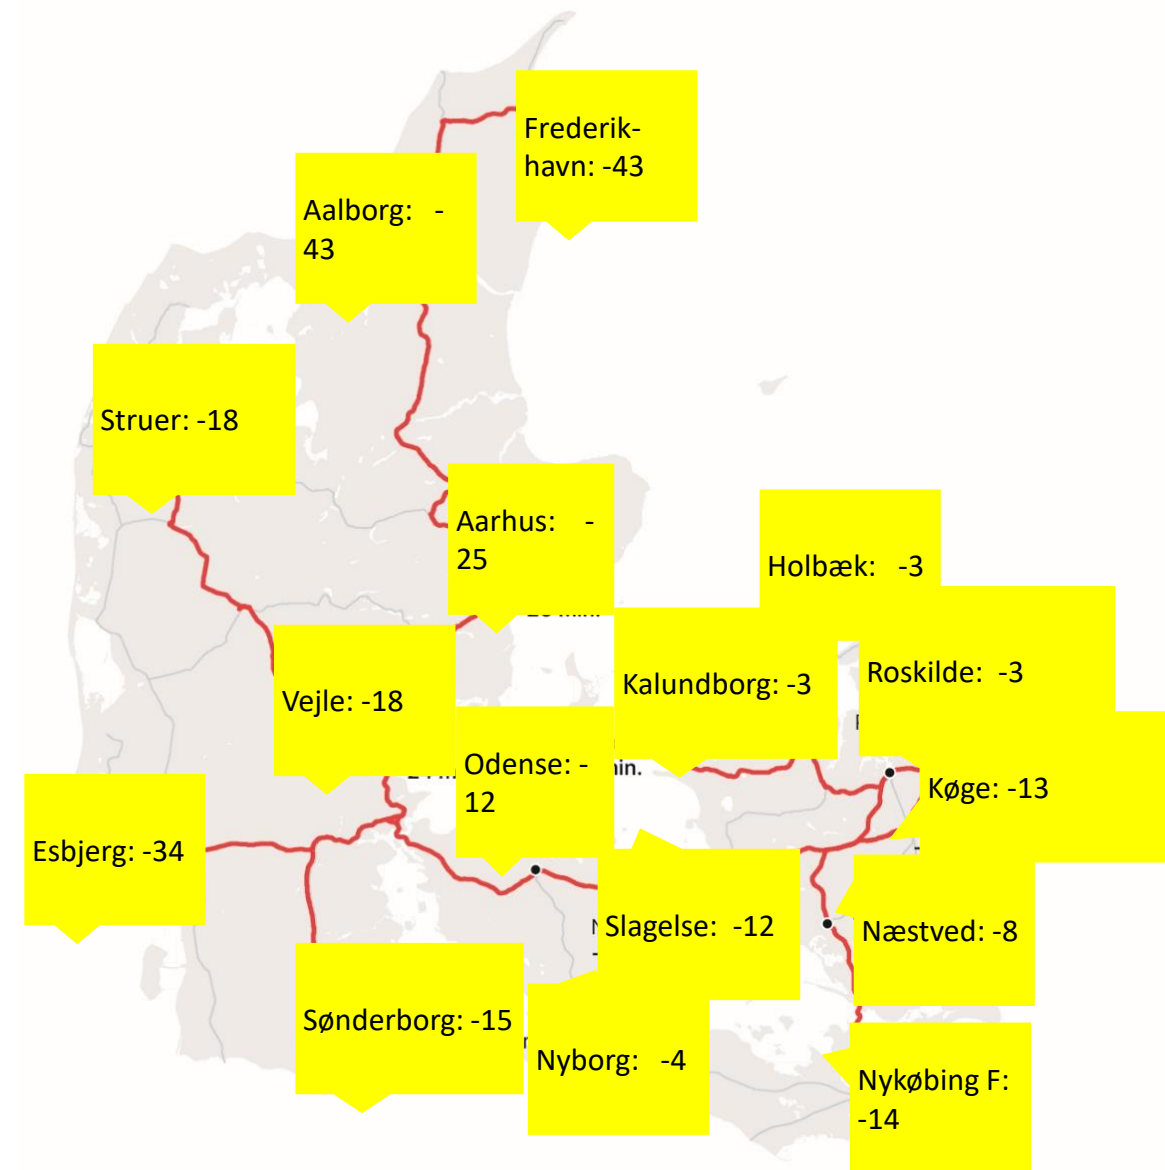 Frederik-
havn: -43
Aalborg: -
43
Struer: -18
Aarhus: -
25
Holbæk: -3
Kalundborg: -3
Roskilde: -3
Vejle: -18
Odense: -
12
in.
Køge: -13
Esbjerg: -34
Slagelse: -12
Næstved: -8
Sønderborg: -15
Nyborg: -4
Nykøbing F:
-14